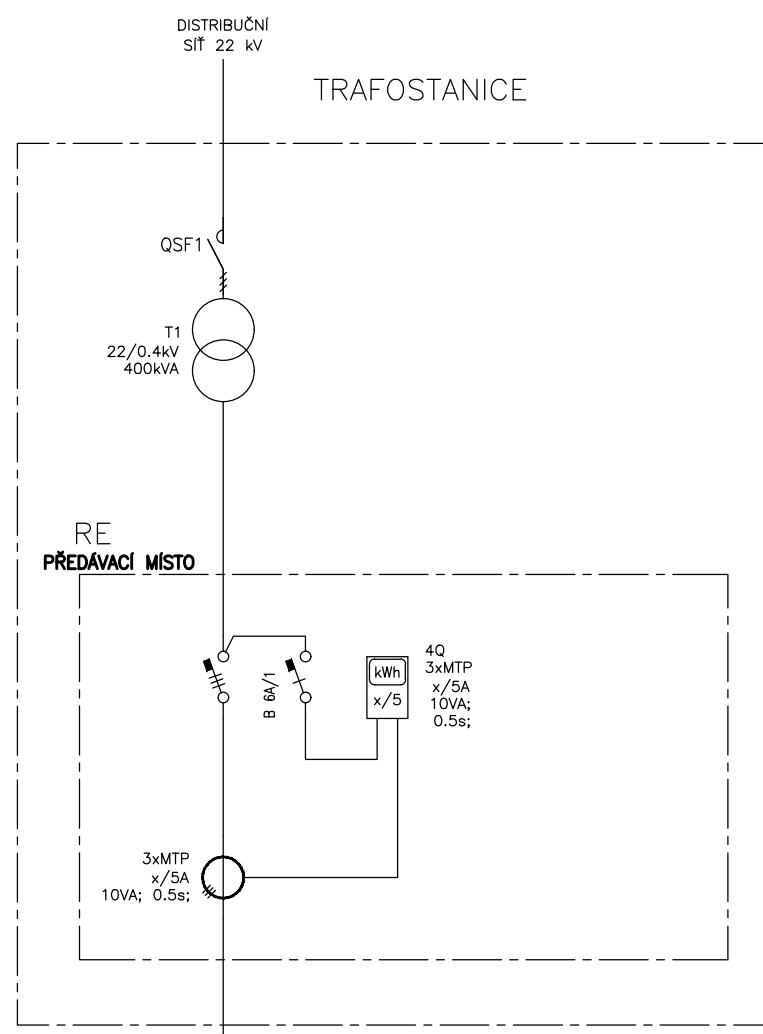 DISTRIBUČNÍ
SÍŤ 22 kV
TRAFOSTANICE
QSF1
T1
22/0.4kV
400kVA
RE
PŘEDÁVACÍ MÍSTO
B 6A/1
kWh
x/5
4Q
3xMTP
x/5A
10VA;
0.5s;
3xMTP
x/5A
10VA; 0.5s;